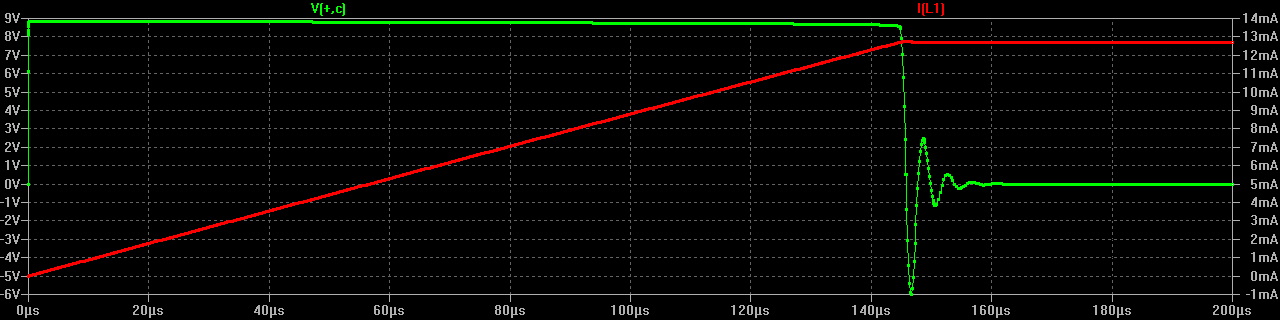 V(+,c) I(L1)
9V 14mA
8V 13mA
7V 12mA
6V 11mA
5V 10mA
4V 9mA
3V 8mA
2V 7mA
1V 6mA
0V 5mA
-1V 4mA
-2V 3mA
-3V 2mA
-4V 1mA
-5V 0mA
-6V -1mA
0µs 20µs 40µs 60µs 80µs 100µs 120µs 140µs 160µs 180µs 200µs